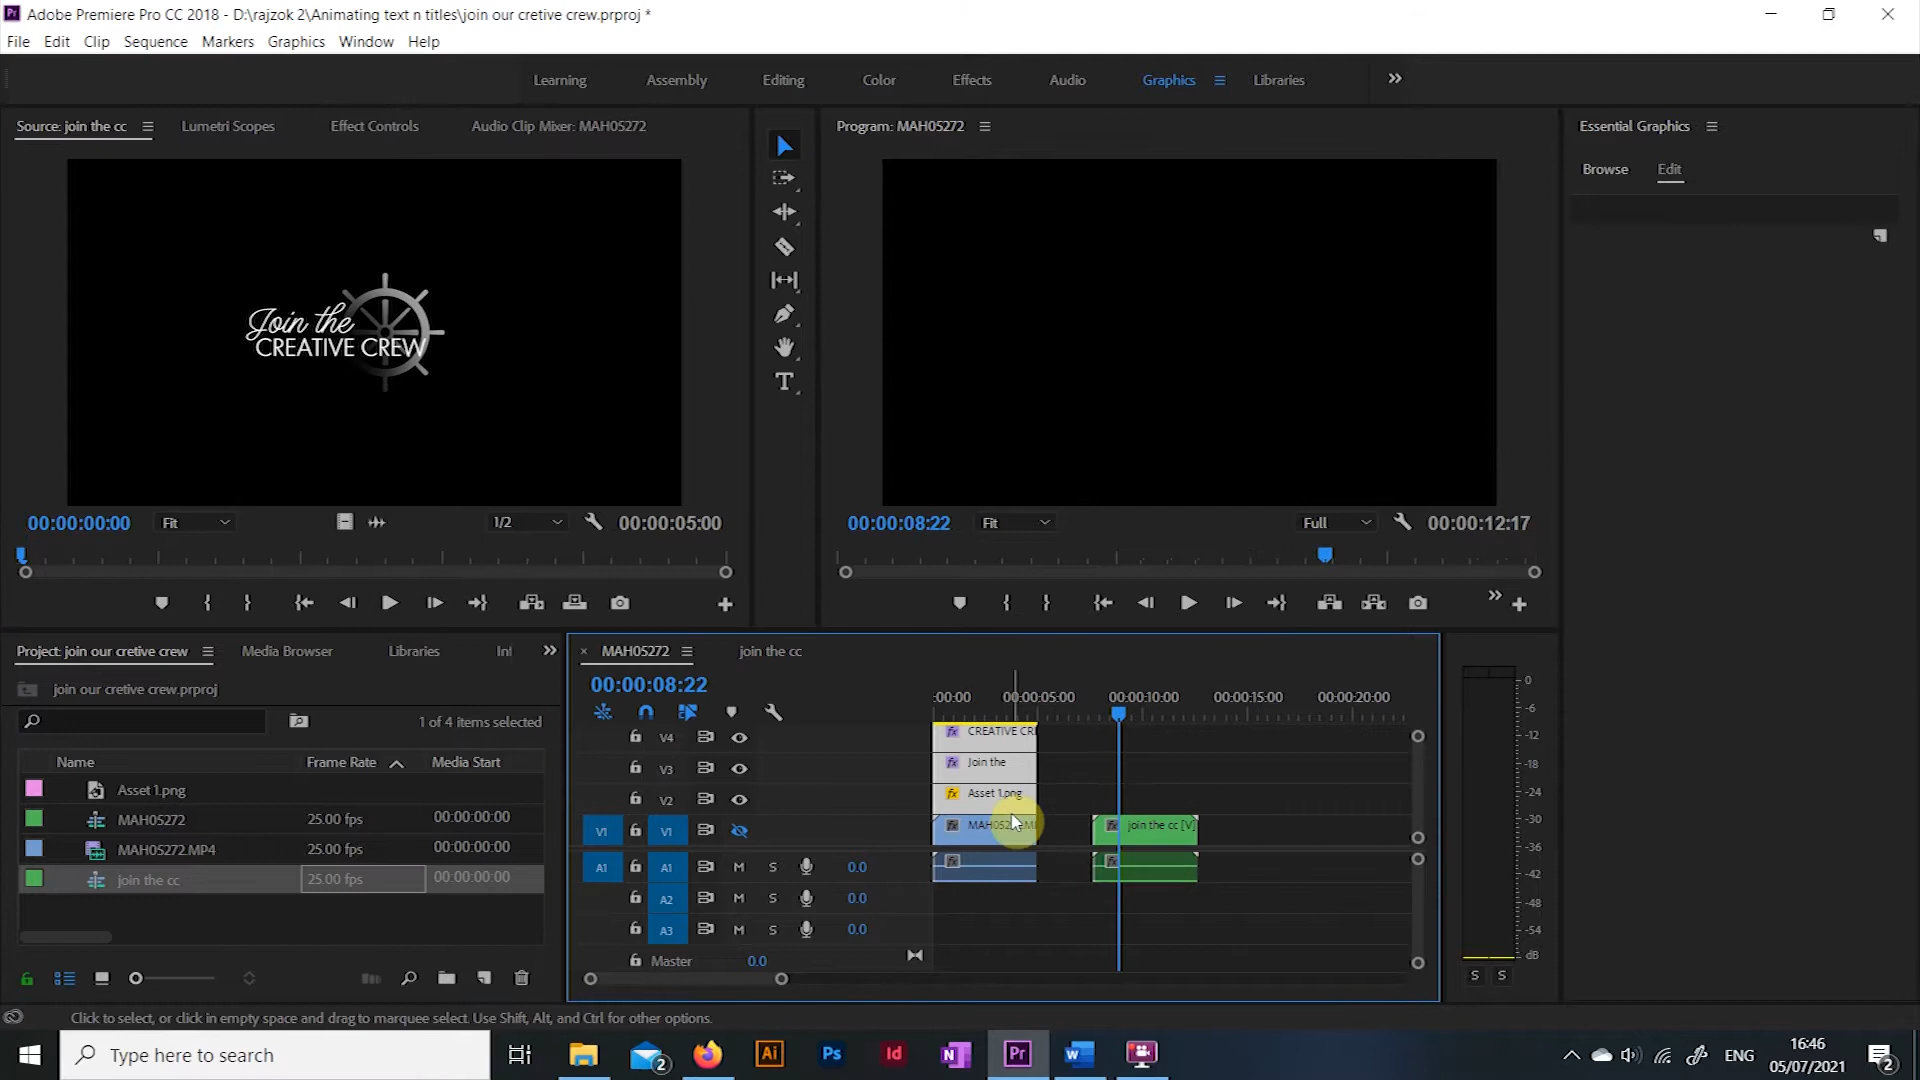 Adobe Premiere Pro CC 2018 - D:\rajzok 2\Animating text n titles\join our cretive crew.prproj *
File Edit Clip Sequence Markers Graphics Window Help
Learning Assembly Editing Color Effects Audio Graphics Libraries
Source: join the cc Lumetri Scopes Effect Controls Audio Clip Mixer: MAH05272
Program: MAH05272
Essential Graphics
Browse Edit
Join the
CREATIVE CREW
00:00:00:00 Fit 1/2 00:00:05:00
00:00:08:22 Fit Full 00:00:12:17
Project: join our cretive crew Media Browser Libraries Inf
join our cretive crew.prproj
1 of 4 items selected
Name Frame Rate Media Start
Asset 1.png
MAH05272 25.00 fps 00:00:00:00
MAH05272.MP4 25.00 fps 00:00:00:00
join the cc 25.00 fps 00:00:00:00
MAH05272 join the cc
00:00:08:22
:00:00 00:00:05:00 00:00:10:00 00:00:15:00 00:00:20:00
V4 CREATIVE CRE
V3 Join the
V2 Asset 1.png
V1 V1 MAH05272.M join the cc [V]
A1 A1 M S 0.0
A2 M S 0.0
A3 M S 0.0
Master 0.0
0
-6
-12
-18
-24
-30
-36
-42
-48
-54
dB
S S
Click to select, or click in empty space and drag to marquee select. Use Shift, Alt, and Ctrl for other options.
Type here to search
2
Ai Ps Id N Pr W
ENG
16:46
05/07/2021
2